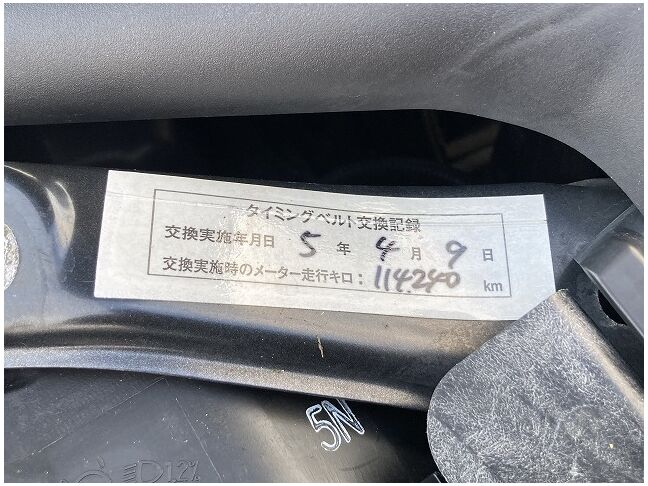 タイミングベルト交換記録
交換実施年月日 5 年 4 月 9 日
交換実施時のメーター走行キロ：114,240 km
5N